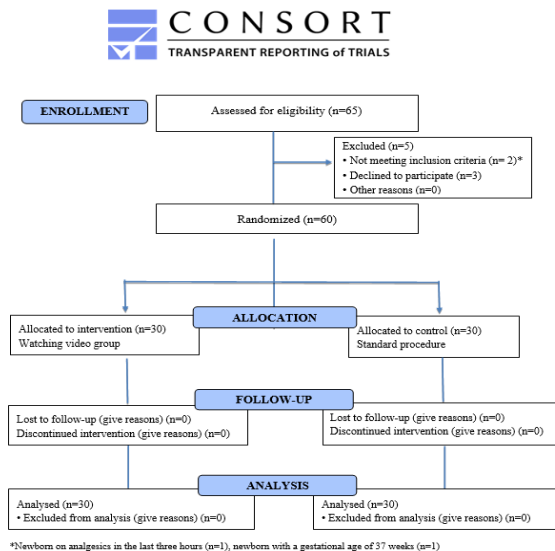 CONSORT
TRANSPARENT REPORTING of TRIALS
ENROLLMENT
Assessed for eligibility (n=65)
Excluded (n=5)
• Not meeting inclusion criteria (n= 2)*
• Declined to participate (n=3)
• Other reasons (n=0)
Randomized (n=60)
ALLOCATION
Allocated to intervention (n=30)
Watching video group
Allocated to control (n=30)
Standard procedure
FOLLOW-UP
Lost to follow-up (give reasons) (n=0)
Discontinued intervention (give reasons) (n=0)
Lost to follow-up (give reasons) (n=0)
Discontinued intervention (give reasons) (n=0)
ANALYSIS
Analysed (n=30)
• Excluded from analysis (give reasons) (n=0)
Analysed (n=30)
• Excluded from analysis (give reasons) (n=0)
*Newborn on analgesics in the last three hours (n=1), newborn with a gestational age of 37 weeks (n=1)